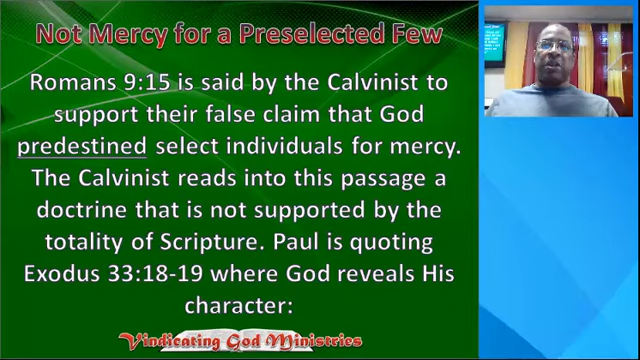 Not Mercy for a Preselected Few
Romans 9:15 is said by the Calvinist to
support their false claim that God
predestined select individuals for mercy.
The Calvinist reads into this passage a
doctrine that is not supported by the
totality of Scripture. Paul is quoting
Exodus 33:18-19 where God reveals His
character:
Vindicating God Ministries